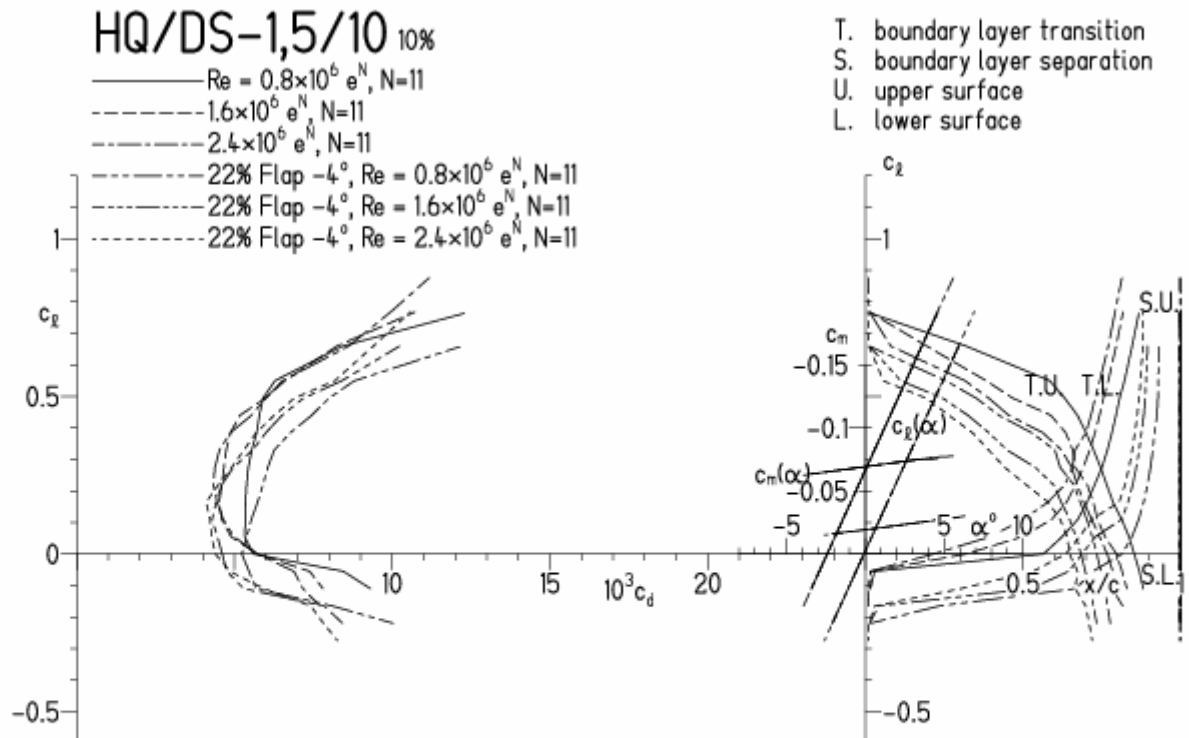 HQ/DS-1,5/10 10%
Re = 0.8×10⁶ eᴺ, N=11
1.6×10⁶ eᴺ, N=11
2.4×10⁶ eᴺ, N=11
22% Flap -4°, Re = 0.8×10⁶ eᴺ, N=11
22% Flap -4°, Re = 1.6×10⁶ eᴺ, N=11
22% Flap -4°, Re = 2.4×10⁶ eᴺ, N=11
T. boundary layer transition
S. boundary layer separation
U. upper surface
L. lower surface
1
cℓ
0.5
0
-0.5
10
15
10³c_d
20
cℓ
1
c_m
-0.15
-0.1
-0.05
S.U.
T.U.
T.L.
cℓ(α)
c_m(α)
-5
5
α°
10
0.5
x/c
S.L.
1
-0.5